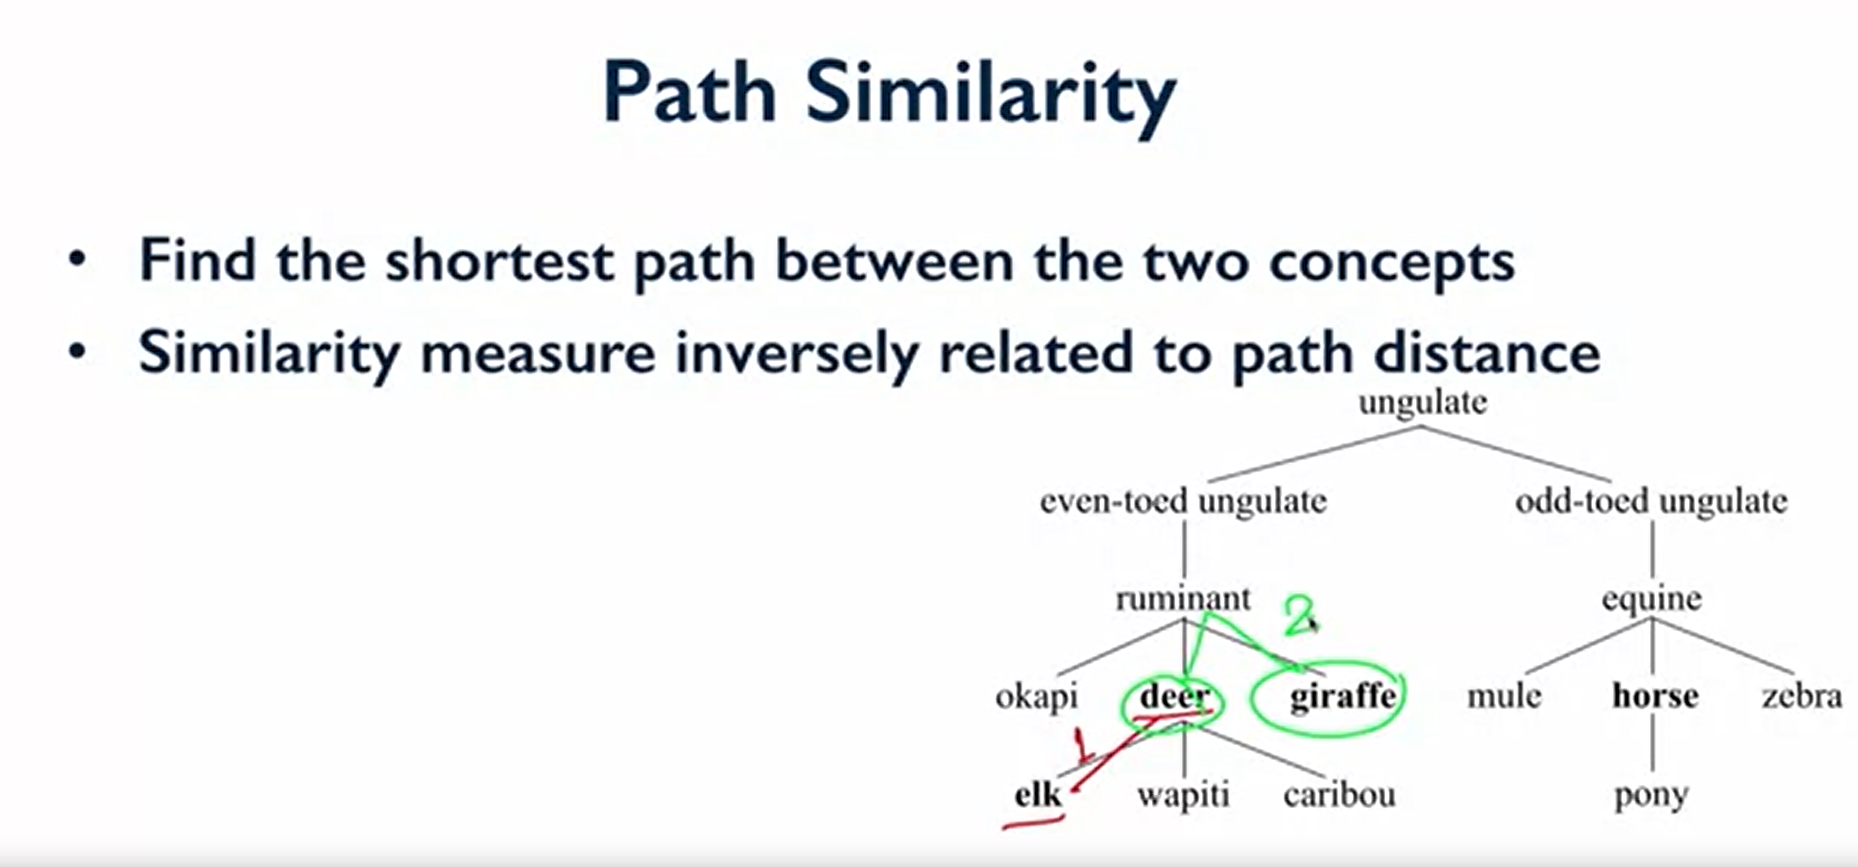 Path Similarity
• Find the shortest path between the two concepts
• Similarity measure inversely related to path distance
ungulate
even-toed ungulate odd-toed ungulate
ruminant 2 equine
okapi deer giraffe mule horse zebra
1
elk wapiti caribou pony